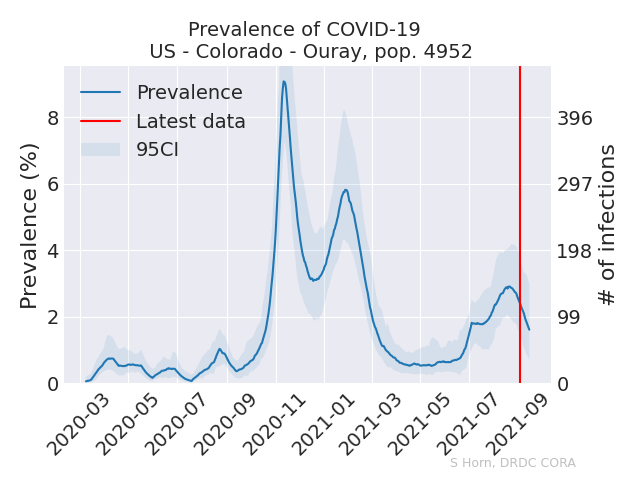 Prevalence of COVID-19
US - Colorado - Ouray, pop. 4952
Prevalence
Latest data
95CI
Prevalence (%)
8
6
4
2
0
# of infections
396
297
198
99
0
2020-03
2020-05
2020-07
2020-09
2020-11
2021-01
2021-03
2021-05
2021-07
2021-09
S Horn, DRDC CORA